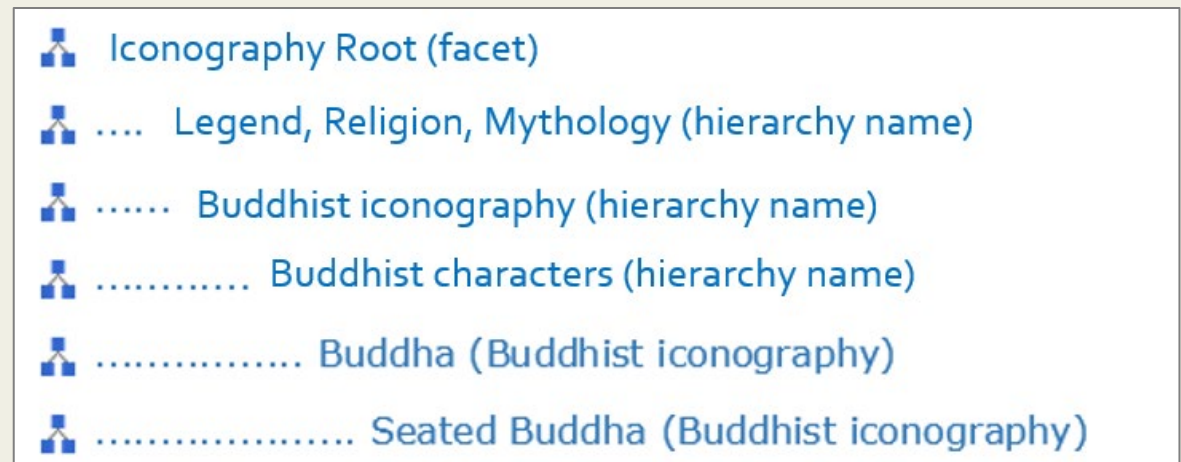 Iconography Root (facet)
.... Legend, Religion, Mythology (hierarchy name)
...... Buddhist iconography (hierarchy name)
............ Buddhist characters (hierarchy name)
................ Buddha (Buddhist iconography)
.................... Seated Buddha (Buddhist iconography)